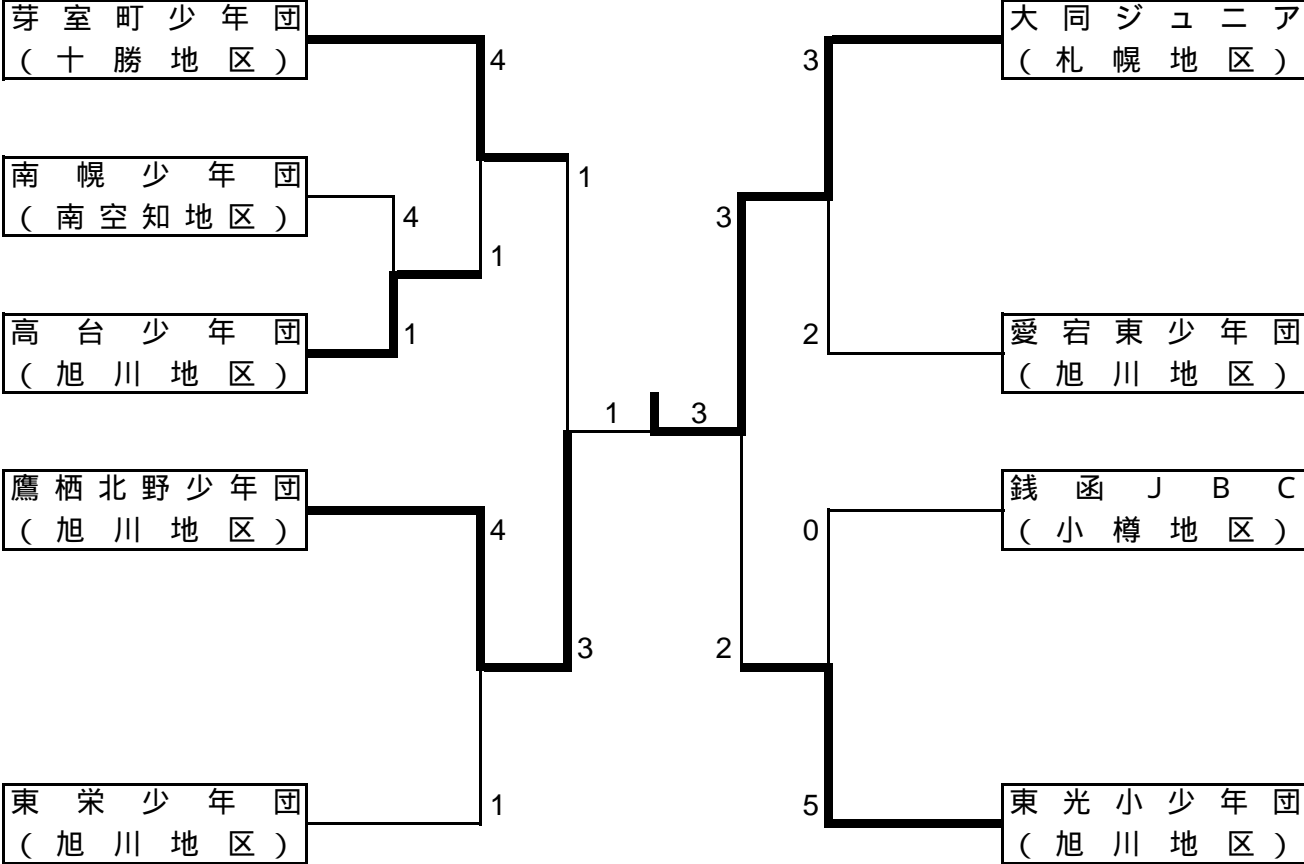 芽室町少年団
(十勝地区)
4
南幌少年団
(南空知地区)
4
1
1
高台少年団
(旭川地区)
1
鷹栖北野少年団
(旭川地区)
4
3
東栄少年団
(旭川地区)
1
1
3
大同ジュニア
(札幌地区)
3
3
愛宕東少年団
(旭川地区)
2
銭函JBC
(小樽地区)
0
2
東光小少年団
(旭川地区)
5